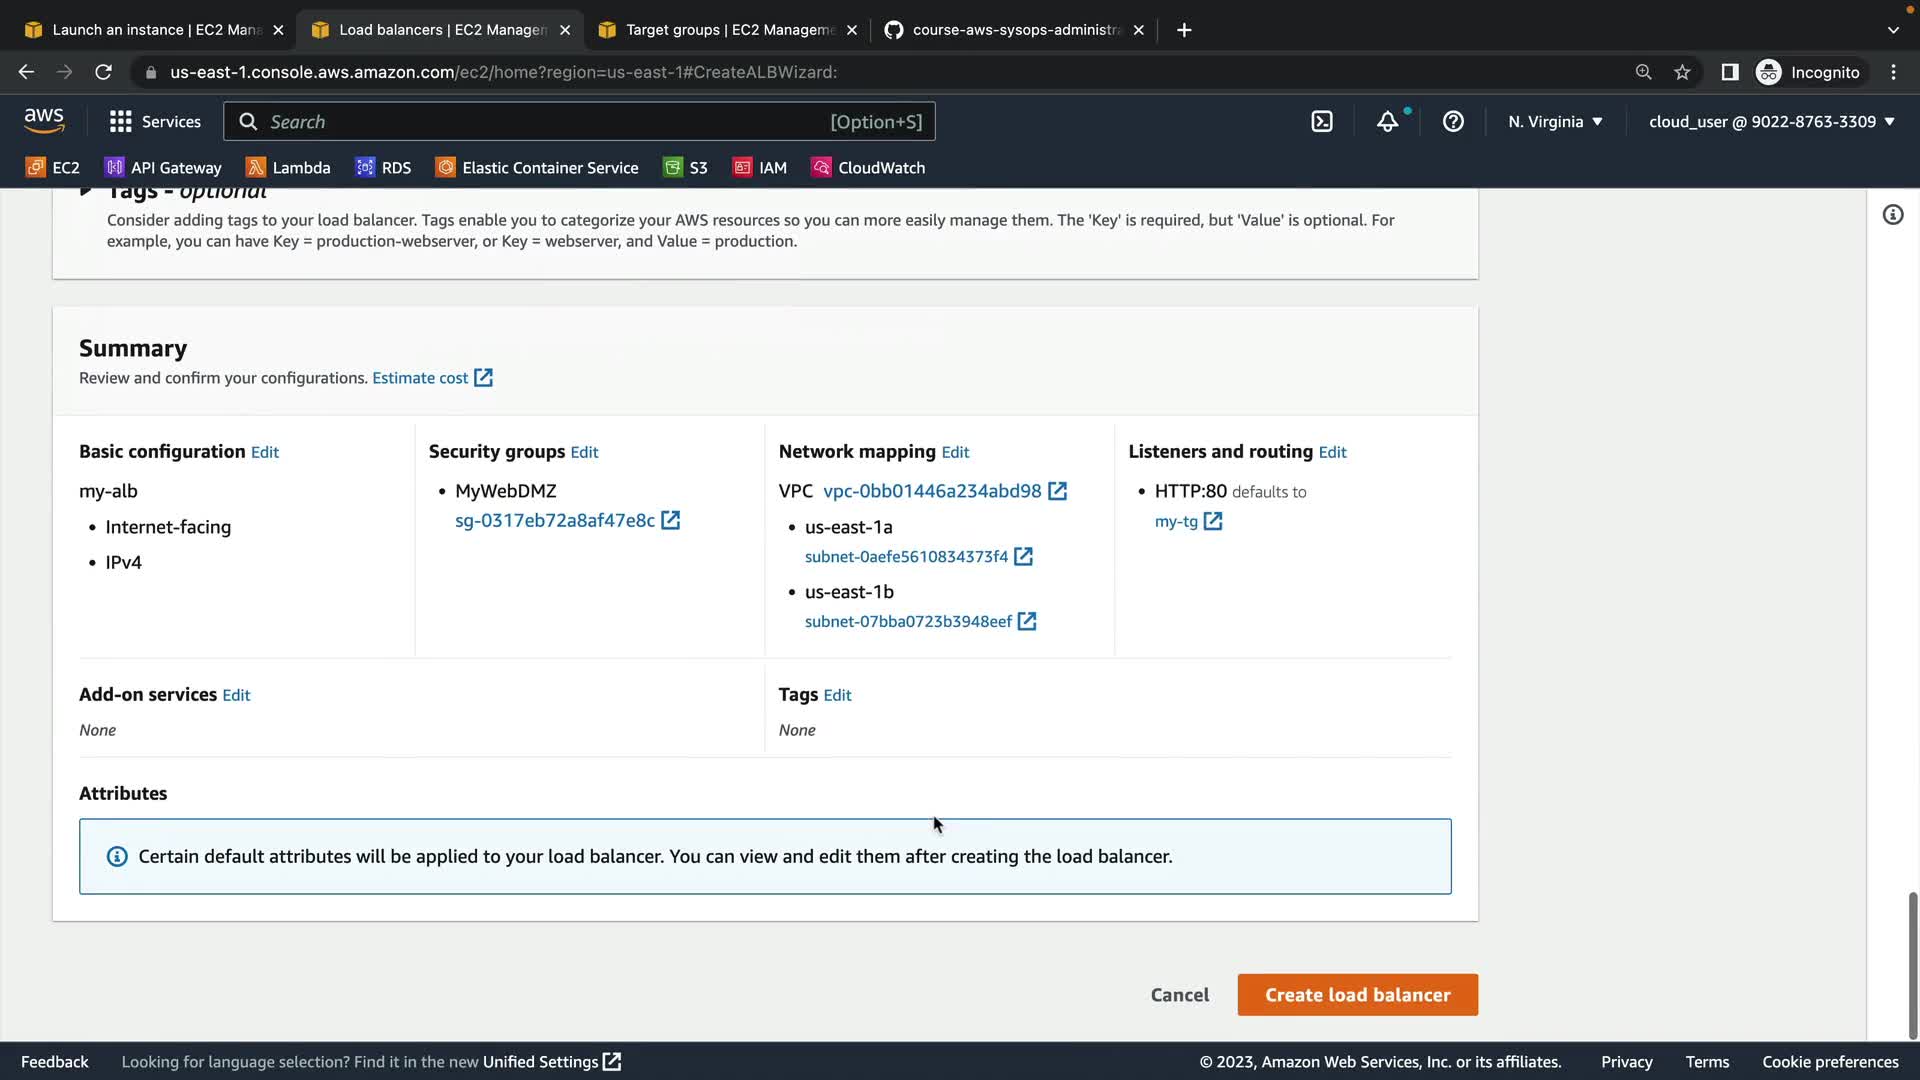 Launch an instance | EC2 Mana
Load balancers | EC2 Managem
Target groups | EC2 Manageme
course-aws-sysops-administra
us-east-1.console.aws.amazon.com/ec2/home?region=us-east-1#CreateALBWizard:
Incognito
aws
Services
Search
[Option+S]
N. Virginia
cloud_user @ 9022-8763-3309
EC2
API Gateway
Lambda
RDS
Elastic Container Service
S3
IAM
CloudWatch
Tags - optional
Consider adding tags to your load balancer. Tags enable you to categorize your AWS resources so you can more easily manage them. The 'Key' is required, but 'Value' is optional. For
example, you can have Key = production-webserver, or Key = webserver, and Value = production.
Summary
Review and confirm your configurations. Estimate cost
Basic configuration Edit
my-alb
• Internet-facing
• IPv4
Security groups Edit
• MyWebDMZ
sg-0317eb72a8af47e8c
Network mapping Edit
VPC vpc-0bb01446a234abd98
• us-east-1a
subnet-0aefe5610834373f4
• us-east-1b
subnet-07bba0723b3948eef
Listeners and routing Edit
• HTTP:80 defaults to
my-tg
Add-on services Edit
None
Tags Edit
None
Attributes
Certain default attributes will be applied to your load balancer. You can view and edit them after creating the load balancer.
Cancel
Create load balancer
Feedback
Looking for language selection? Find it in the new Unified Settings
© 2023, Amazon Web Services, Inc. or its affiliates.
Privacy
Terms
Cookie preferences